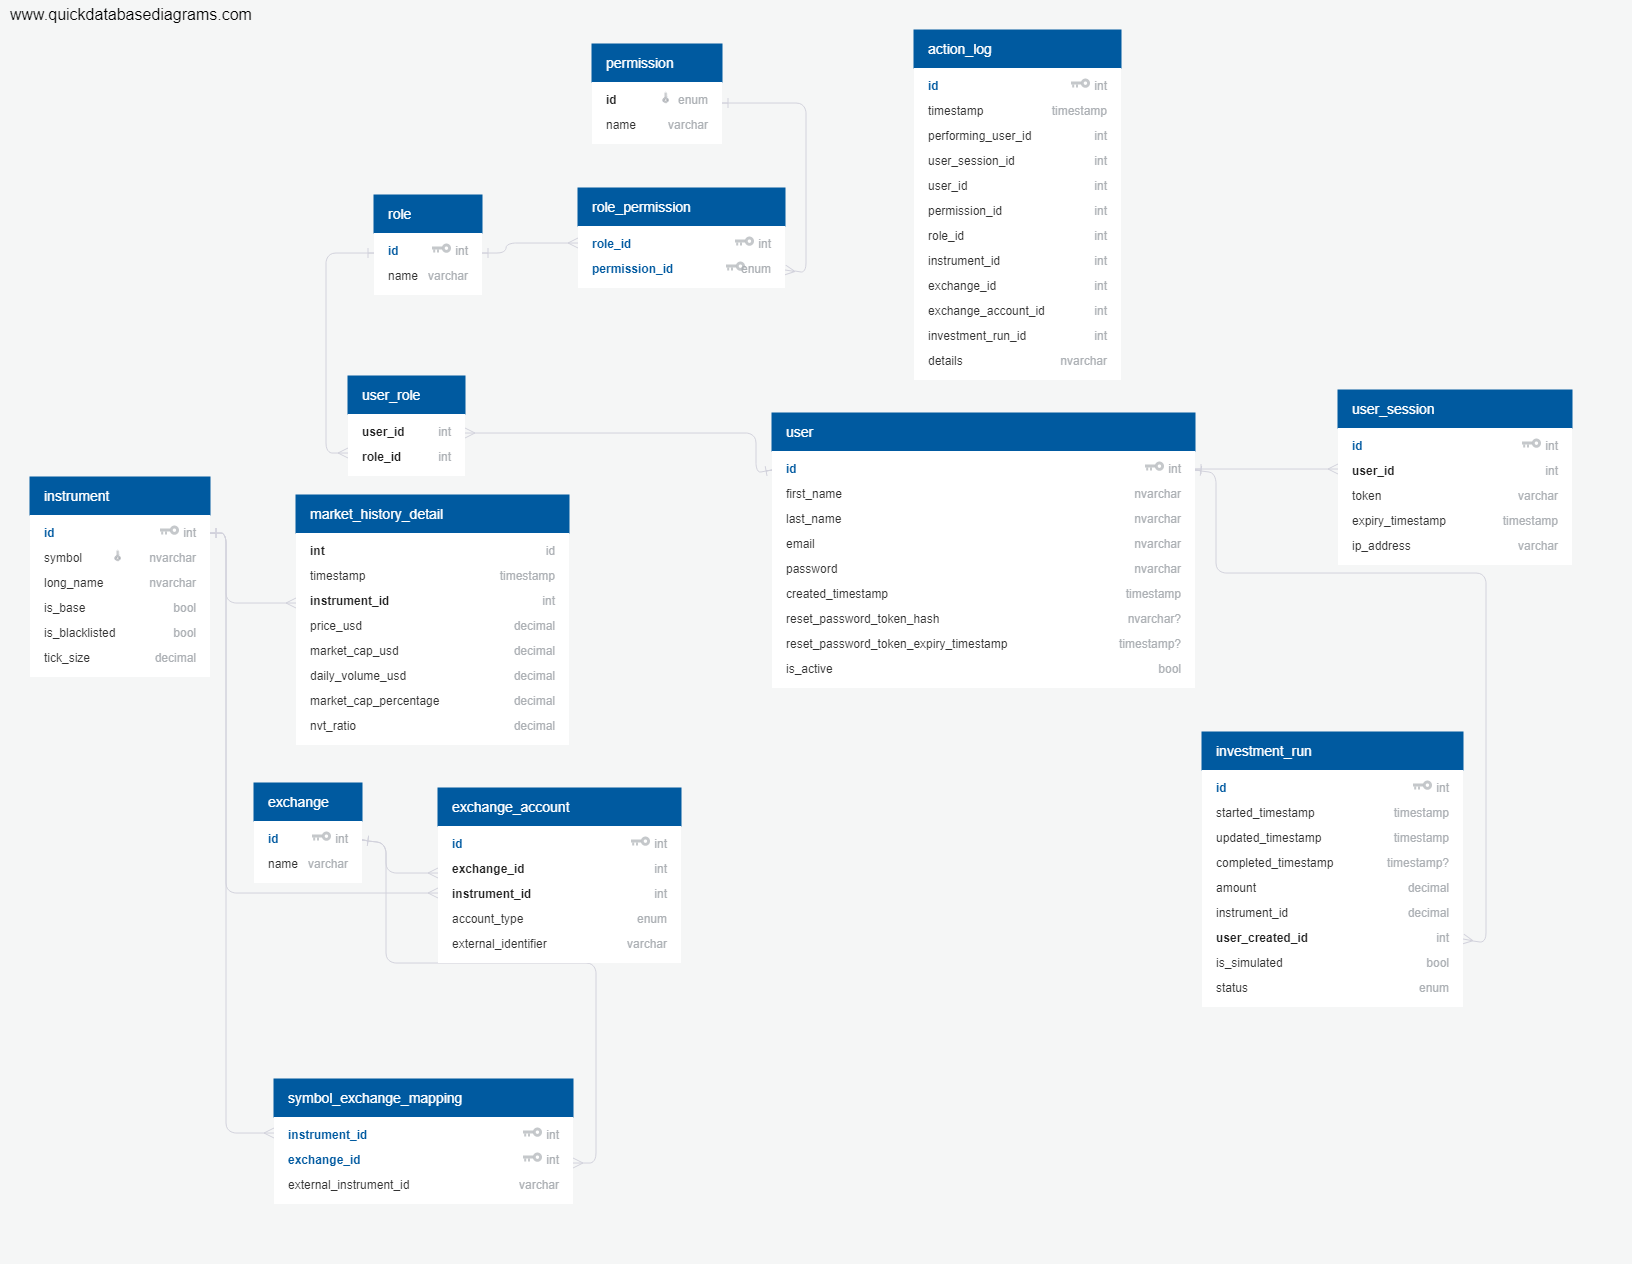 www.quickdatabasediagrams.com
permission
id enum
name varchar
action_log
id int
timestamp timestamp
performing_user_id int
user_session_id int
user_id int
permission_id int
role_id int
instrument_id int
exchange_id int
exchange_account_id int
investment_run_id int
details nvarchar
role
id int
name varchar
role_permission
role_id int
permission_id enum
user_role
user_id int
role_id int
user
id int
first_name nvarchar
last_name nvarchar
email nvarchar
password nvarchar
created_timestamp timestamp
reset_password_token_hash nvarchar?
reset_password_token_expiry_timestamp timestamp?
is_active bool
user_session
id int
user_id int
token varchar
expiry_timestamp timestamp
ip_address varchar
instrument
id int
symbol nvarchar
long_name nvarchar
is_base bool
is_blacklisted bool
tick_size decimal
market_history_detail
int id
timestamp timestamp
instrument_id int
price_usd decimal
market_cap_usd decimal
daily_volume_usd decimal
market_cap_percentage decimal
nvt_ratio decimal
exchange
id int
name varchar
exchange_account
id int
exchange_id int
instrument_id int
account_type enum
external_identifier varchar
investment_run
id int
started_timestamp timestamp
updated_timestamp timestamp
completed_timestamp timestamp?
amount decimal
instrument_id decimal
user_created_id int
is_simulated bool
status enum
symbol_exchange_mapping
instrument_id int
exchange_id int
external_instrument_id varchar